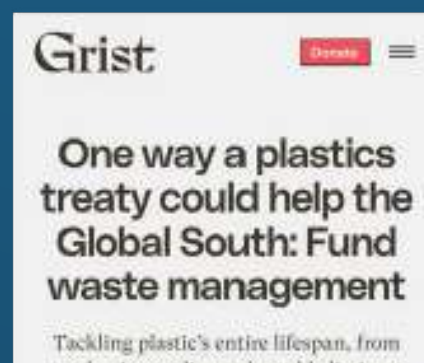 Grist
Donate
One way a plastics
treaty could help the
Global South: Fund
waste management
Tackling plastic's entire lifespan, from